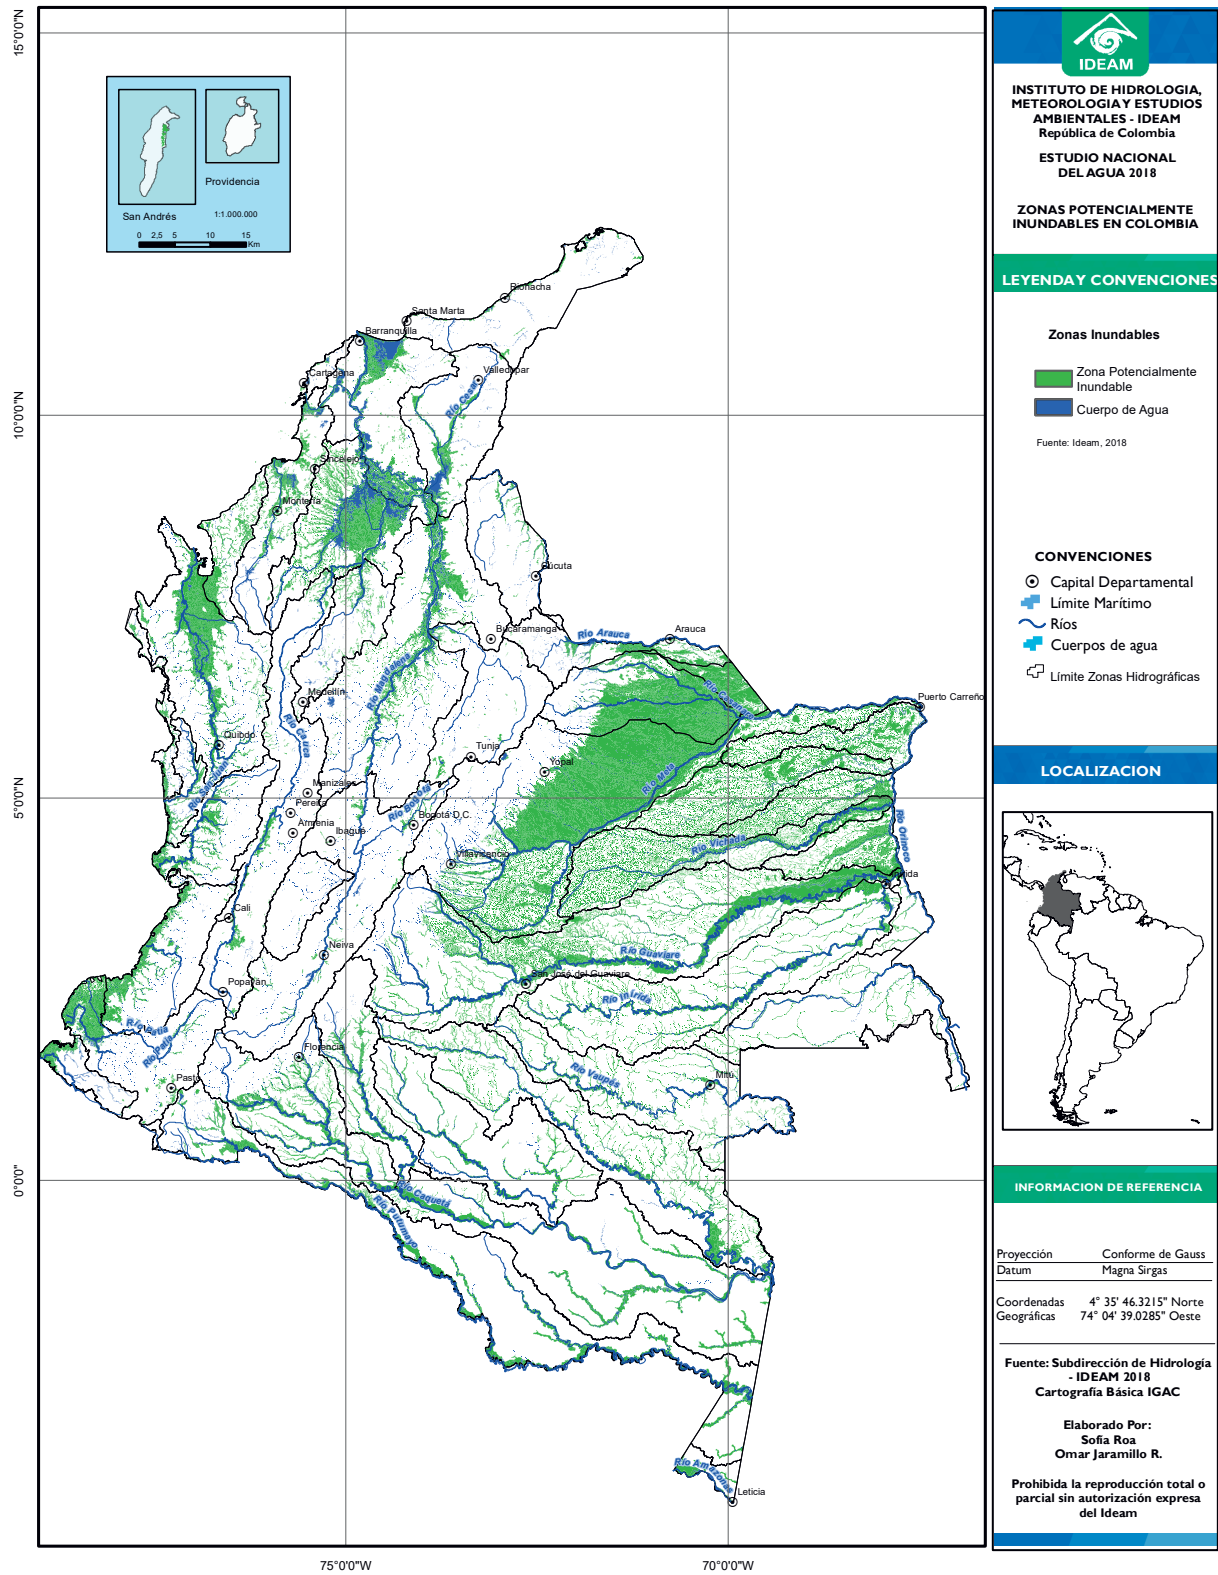 15°0'0"N
10°0'0"N
5°0'0"N
0°0'0"
75°0'0"W
70°0'0"W
San Andrés
Providencia
1:1.000.000
0 2,5 5 10 15
Km
Riohacha
Santa Marta
Barranquilla
Cartagena
Valledupar
Río Cesar
Sincelejo
Montería
Cúcuta
Bucaramanga
Río Arauca
Arauca
Río Magdalena
Medellín
Río Casanare
Puerto Carreño
Río Cauca
Quibdó
Tunja
Yopal
Río Meta
Manizales
Pereira
Armenia
Ibagué
Río Bogotá
Bogotá D.C.
Río Vichada
Río Orinoco
Villavicencio
Inírida
Cali
Neiva
Río Guaviare
San José del Guaviare
Popayán
Río Inírida
Río Patía
Río Patía
Florencia
Río Vaupés
Mitú
Pasto
Río Caquetá
Río Putumayo
Río Amazonas
Leticia
IDEAM
INSTITUTO DE HIDROLOGIA,
METEOROLOGIA Y ESTUDIOS
AMBIENTALES - IDEAM
República de Colombia
ESTUDIO NACIONAL
DEL AGUA 2018
ZONAS POTENCIALMENTE
INUNDABLES EN COLOMBIA
LEYENDA Y CONVENCIONES
Zonas Inundables
Zona Potencialmente
Inundable
Cuerpo de Agua
Fuente: Ideam, 2018
CONVENCIONES
Capital Departamental
Límite Marítimo
Ríos
Cuerpos de agua
Límite Zonas Hidrográficas
LOCALIZACION
INFORMACION DE REFERENCIA
Proyección Conforme de Gauss
Datum Magna Sirgas
Coordenadas 4° 35' 46.3215" Norte
Geográficas 74° 04' 39.0285" Oeste
Fuente: Subdirección de Hidrología
- IDEAM 2018
Cartografía Básica IGAC
Elaborado Por:
Sofía Roa
Omar Jaramillo R.
Prohibida la reproducción total o
parcial sin autorización expresa
del Ideam